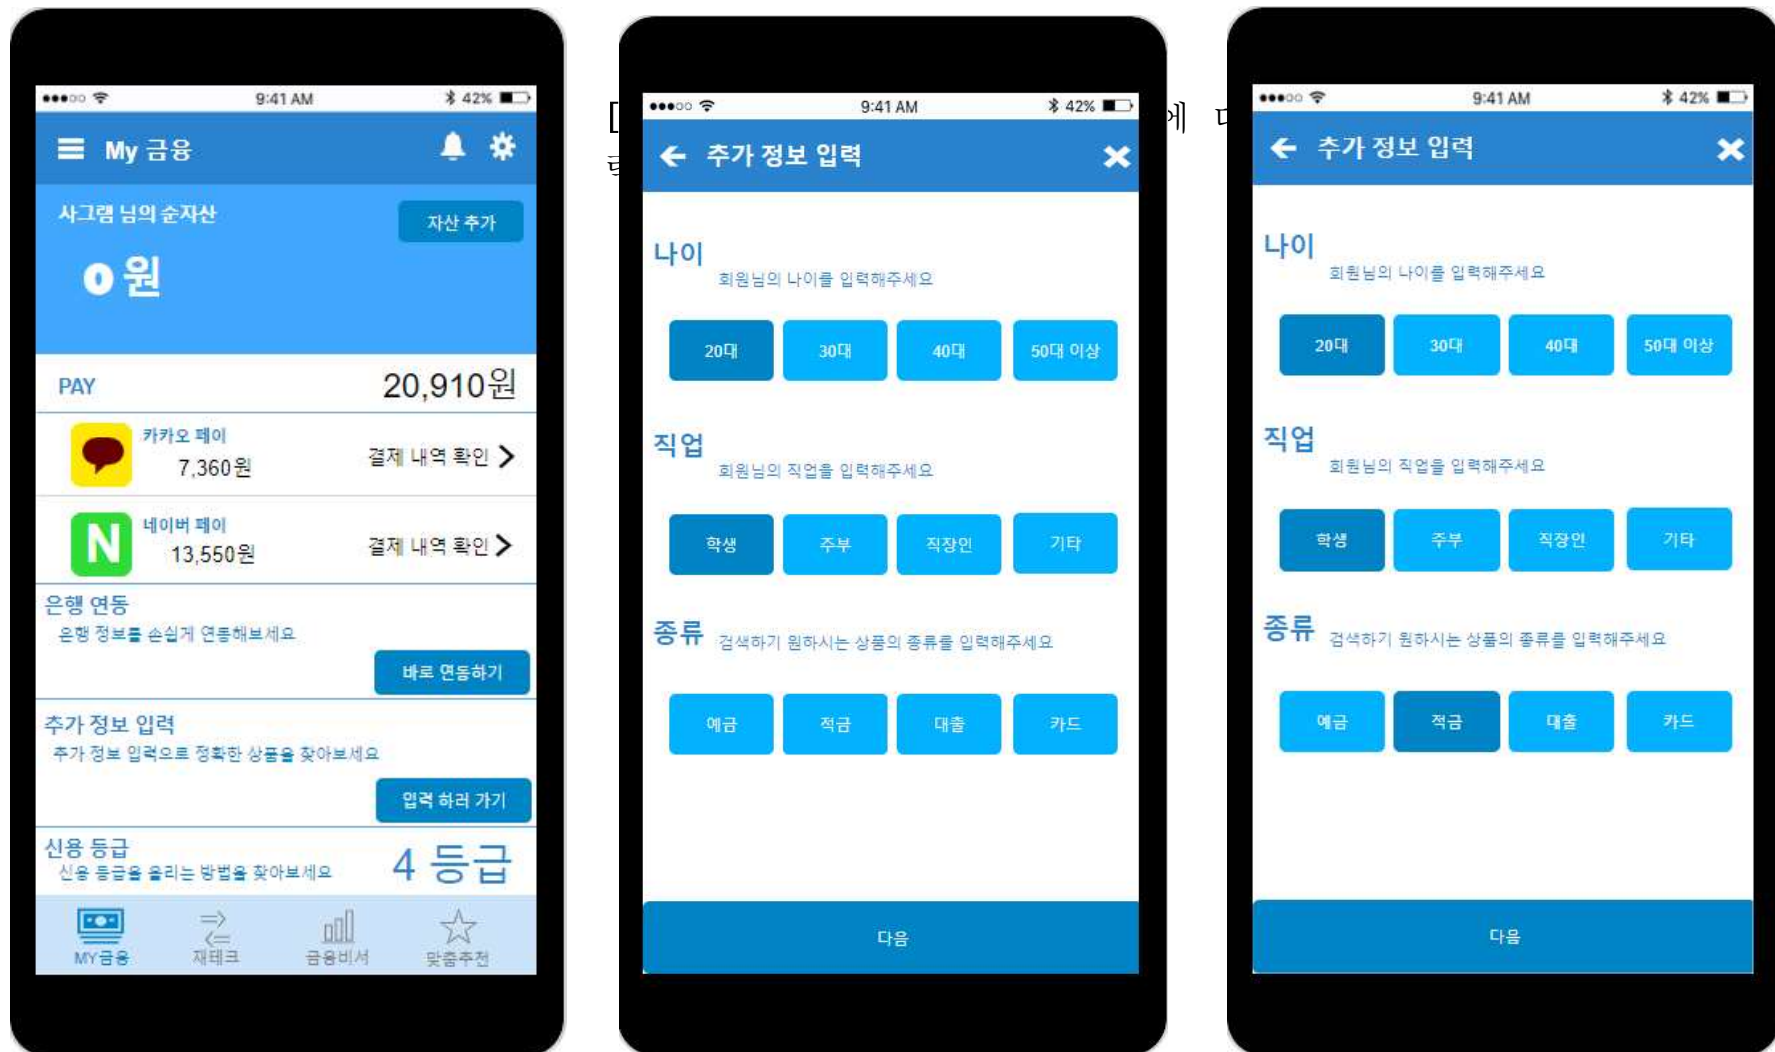 9:41 AM
42%
My 금융
사그램 님의 순자산
자산 추가
0 원
PAY
20,910원
카카오 페이
7,360원
결제 내역 확인
N
네이버 페이
13,550원
결제 내역 확인
은행 연동
은행 정보를 손쉽게 연동해보세요
바로 연동하기
추가 정보 입력
추가 정보 입력으로 정확한 상품을 찾아보세요
입력 하러 가기
신용 등급
신용 등급을 올리는 방법을 찾아보세요
4 등급
MY금융 재테크 금융비서 맞춤추천
[
9:41 AM
42%
추가 정보 입력
나이
회원님의 나이를 입력해주세요
20대 30대 40대 50대 이상
직업
회원님의 직업을 입력해주세요
학생 주부 직장인 기타
종류 검색하기 원하시는 상품의 종류를 입력해주세요
예금 적금 대출 카드
다음
에
9:41 AM
42%
추가 정보 입력
나이
회원님의 나이를 입력해주세요
20대 30대 40대 50대 이상
직업
회원님의 직업을 입력해주세요
학생 주부 직장인 기타
종류 검색하기 원하시는 상품의 종류를 입력해주세요
예금 적금 대출 카드
다음